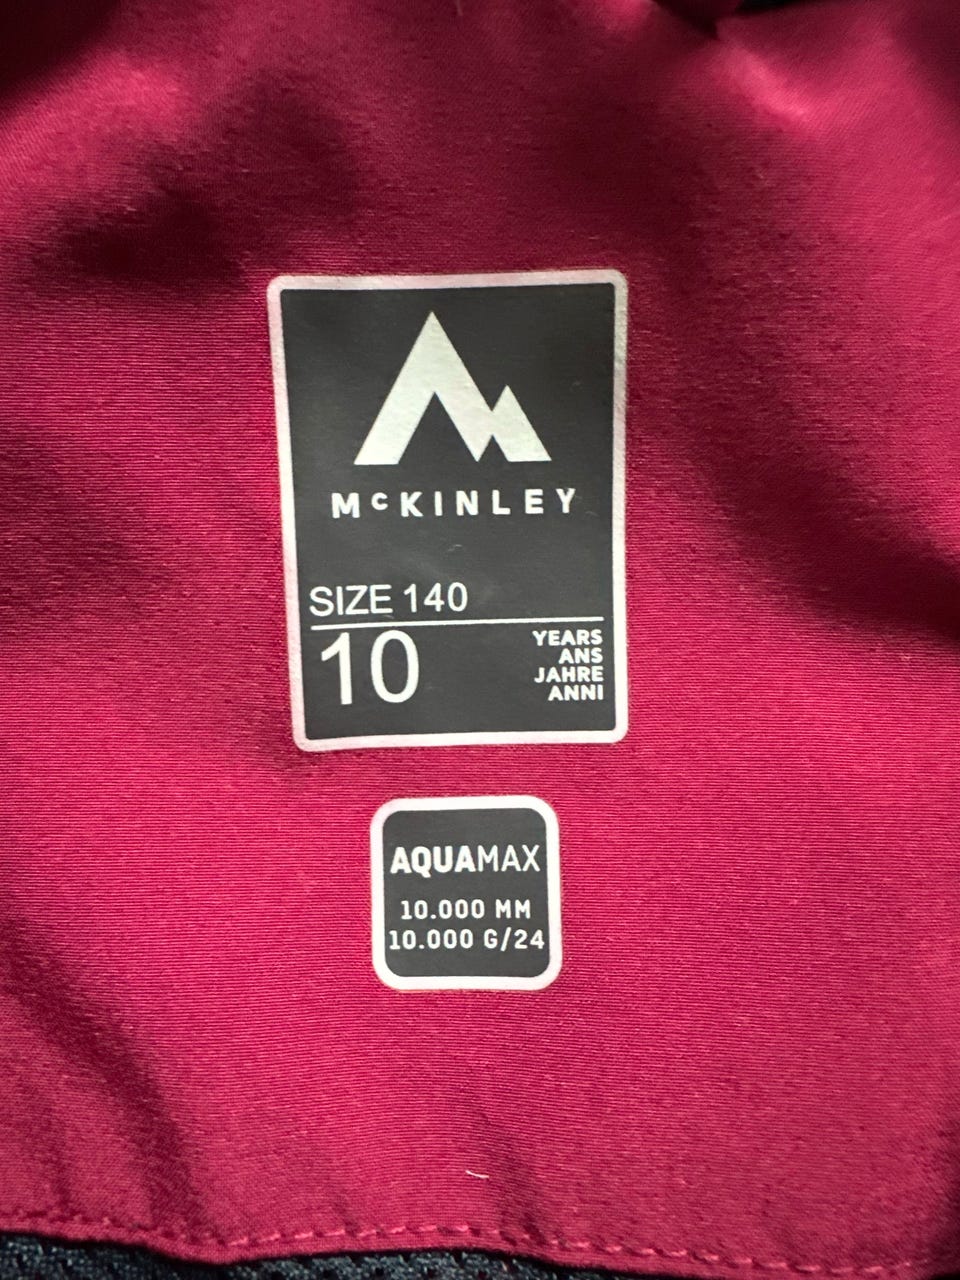 McKINLEY
SIZE 140
10
YEARS
ANS
JAHRE
ANNI
AQUAMAX
10.000 MM
10.000 G/24